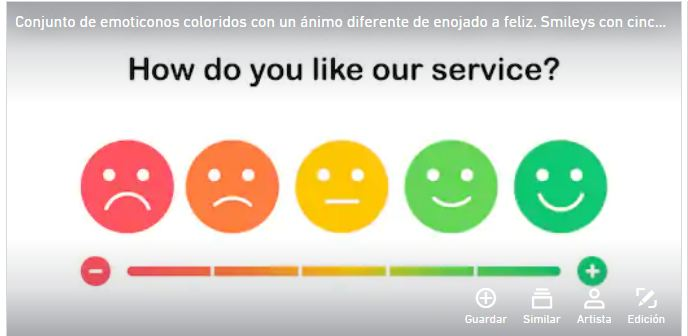 Conjunto de emoticonos coloridos con un ánimo diferente de enojado a feliz. Smileys con cinc...
How do you like our service?
Guardar Similar Artista Edición